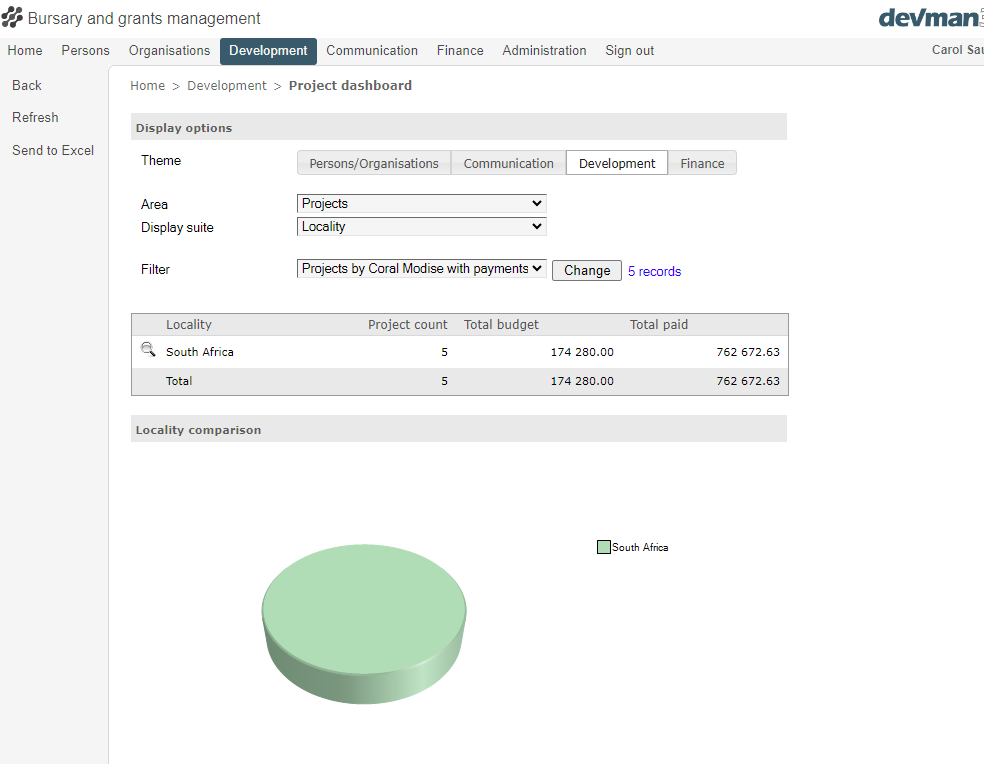 Bursary and grants management
devman
Home Persons Organisations Development Communication Finance Administration Sign out Carol Sau
Back
Refresh
Send to Excel
Home > Development > Project dashboard
Display options
Theme Persons/Organisations Communication Development Finance
Area Projects
Display suite Locality
Filter Projects by Coral Modise with payments Change 5 records
Locality Project count Total budget Total paid
South Africa 5 174 280.00 762 672.63
Total 5 174 280.00 762 672.63
Locality comparison
South Africa